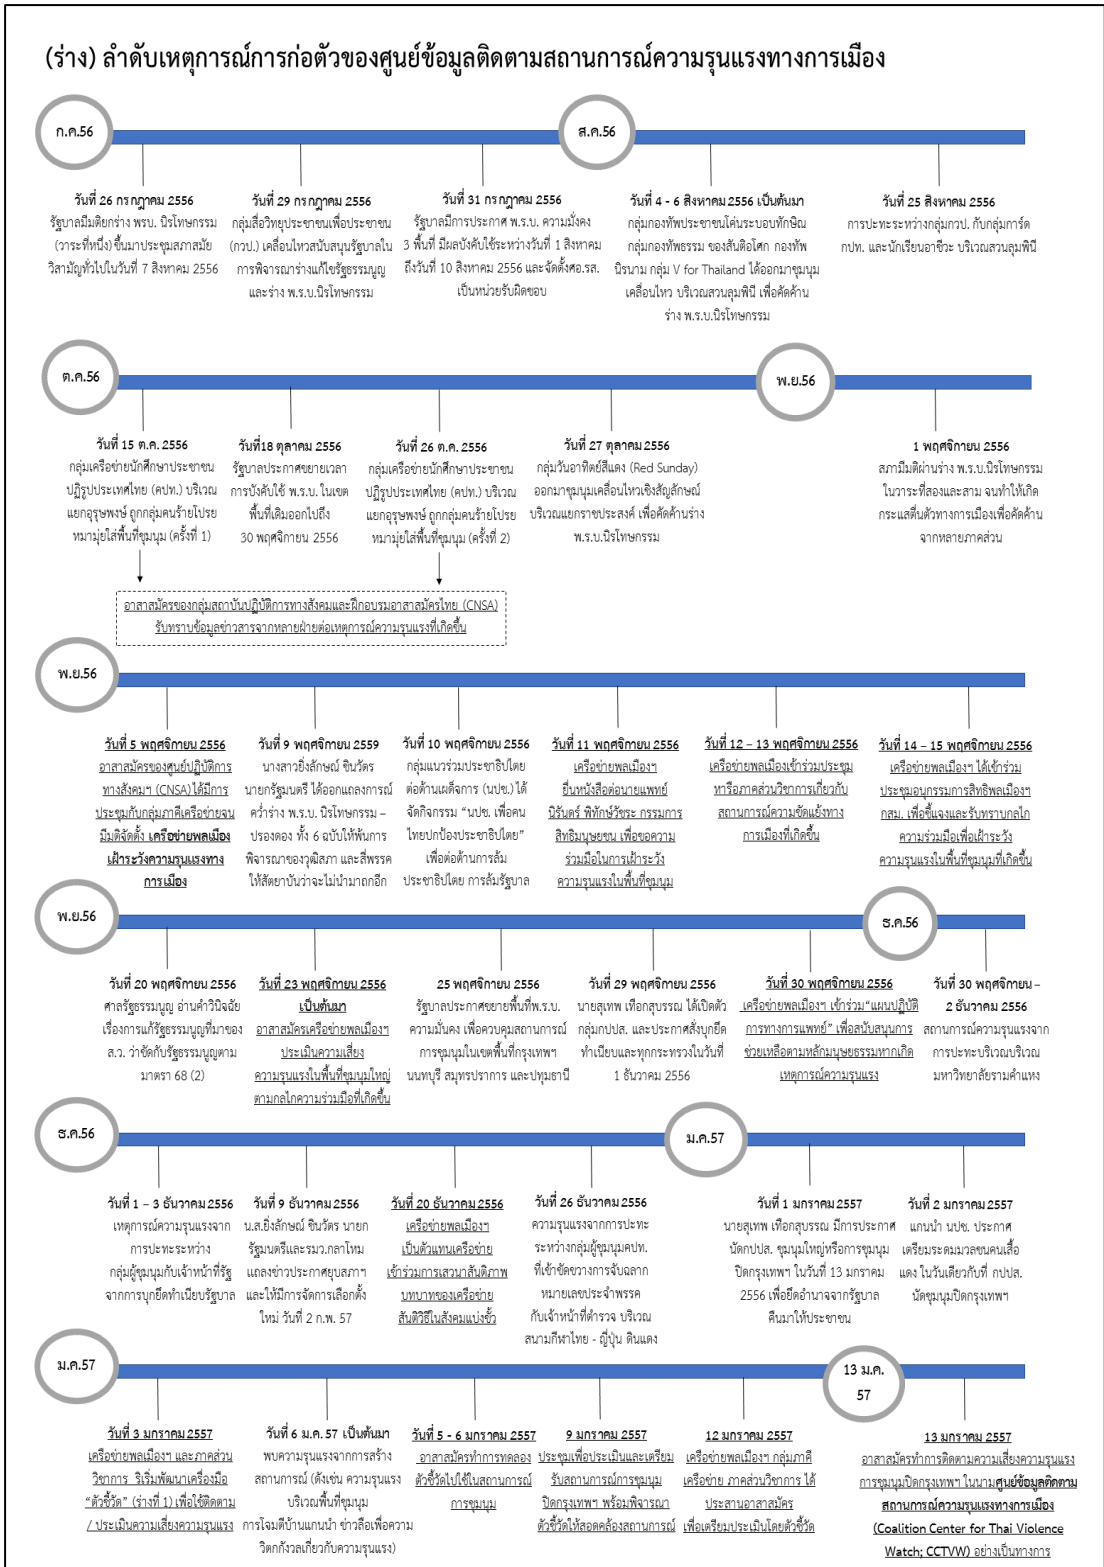 (ร่าง) ลำดับเหตุการณ์การก่อตัวของศูนย์ข้อมูลติดตามสถานการณ์ความรุนแรงทางการเมือง
ก.ค.56
ส.ค.56
วันที่ 26 กรกฎาคม 2556
รัฐบาลมีมติยกร่าง พรบ. นิรโทษกรรม
(วาระที่หนึ่ง) ขึ้นมาประชุมสภาสมัย
วิสามัญทั่วไปในวันที่ 7 สิงหาคม 2556
วันที่ 29 กรกฎาคม 2556
กลุ่มสื่อวิทยุประชาชนเพื่อประชาชน
(กวป.) เคลื่อนไหวสนับสนุนรัฐบาลใน
การพิจารณาร่างแก้ไขรัฐธรรมนูญ
และร่าง พ.ร.บ.นิรโทษกรรม
วันที่ 31 กรกฎาคม 2556
รัฐบาลมีการประกาศ พ.ร.บ. ความมั่นคง
3 พื้นที่ มีผลบังคับใช้ระหว่างวันที่ 1 สิงหาคม
ถึงวันที่ 10 สิงหาคม 2556 และจัดตั้งศอ.รส.
เป็นหน่วยรับผิดชอบ
วันที่ 4 - 6 สิงหาคม 2556 เป็นต้นมา
กลุ่มกองทัพประชาชนโค่นระบอบทักษิณ
กลุ่มกองทัพธรรม ของสันติอโศก กองทัพ
นิรนาม กลุ่ม V for Thailand ได้ออกมาชุมนุม
เคลื่อนไหว บริเวณสวนลุมพินี เพื่อคัดค้าน
ร่าง พ.ร.บ.นิรโทษกรรม
วันที่ 25 สิงหาคม 2556
การปะทะระหว่างกลุ่มกวป. กับกลุ่มการ์ด
กปท. และนักเรียนอาชีวะ บริเวณสวนลุมพินี
ต.ค.56
พ.ย.56
วันที่ 15 ต.ค. 2556
กลุ่มเครือข่ายนักศึกษาประชาชน
ปฏิรูปประเทศไทย (คปท.) บริเวณ
แยกอุรุษพงษ์ ถูกกลุ่มคนร้ายโปรย
หมามุ่ยใส่พื้นที่ชุมนุม (ครั้งที่ 1)
วันที่18 ตุลาคม 2556
รัฐบาลประกาศขยายเวลา
การบังคับใช้ พ.ร.บ. ในเขต
พื้นที่เดิมออกไปถึง
30 พฤศจิกายน 2556
วันที่ 26 ต.ค. 2556
กลุ่มเครือข่ายนักศึกษาประชาชน
ปฏิรูปประเทศไทย (คปท.) บริเวณ
แยกอุรุษพงษ์ ถูกกลุ่มคนร้ายโปรย
หมามุ่ยใส่พื้นที่ชุมนุม (ครั้งที่ 2)
วันที่ 27 ตุลาคม 2556
กลุ่มวันอาทิตย์สีแดง (Red Sunday)
ออกมาชุมนุมเคลื่อนไหวเชิงสัญลักษณ์
บริเวณแยกราชประสงค์ เพื่อคัดค้านร่าง
พ.ร.บ.นิรโทษกรรม
1 พฤศจิกายน 2556
สภามีมติผ่านร่าง พ.ร.บ.นิรโทษกรรม
ในวาระที่สองและสาม จนทำให้เกิด
กระแสตื่นตัวทางการเมืองเพื่อคัดค้าน
จากหลายภาคส่วน
อาสาสมัครของกลุ่มสถาบันปฏิบัติการทางสังคมและฝึกอบรมอาสาสมัครไทย (CNSA)
รับทราบข้อมูลข่าวสารจากหลายฝ่ายต่อเหตุการณ์ความรุนแรงที่เกิดขึ้น
พ.ย.56
วันที่ 5 พฤศจิกายน 2556
อาสาสมัครของศูนย์ปฏิบัติการ
ทางสังคมฯ (CNSA) ได้มีการ
ประชุมกับกลุ่มภาคีเครือข่ายจน
มีมติจัดตั้ง เครือข่ายพลเมือง
เฝ้าระวังความรุนแรงทาง
การเมือง
วันที่ 9 พฤศจิกายน 2559
นางสาวยิ่งลักษณ์ ชินวัตร
นายกรัฐมนตรี ได้ออกแถลงการณ์
คว่ำร่าง พ.ร.บ. นิรโทษกรรม –
ปรองดอง ทั้ง 6 ฉบับให้พ้นการ
พิจารณาของวุฒิสภา และสี่พรรค
ให้สัตยาบันว่าจะไม่นำมาถกอีก
วันที่ 10 พฤศจิกายน 2556
กลุ่มแนวร่วมประชาธิปไตย
ต่อต้านเผด็จการ (นปช.) ได้
จัดกิจกรรม “นปช. เพื่อคน
ไทยปกป้องประชาธิปไตย”
เพื่อต่อต้านการล้ม
ประชาธิปไตย การล้มรัฐบาล
วันที่ 11 พฤศจิกายน 2556
เครือข่ายพลเมืองฯ
ยื่นหนังสือต่อนายแพทย์
นิรันดร์ พิทักษ์วัชระ กรรมการ
สิทธิมนุษยชน เพื่อขอความ
ร่วมมือในการเฝ้าระวัง
ความรุนแรงในพื้นที่ชุมนุม
วันที่ 12 – 13 พฤศจิกายน 2556
เครือข่ายพลเมืองเข้าร่วมประชุม
หารือภาคส่วนวิชาการเกี่ยวกับ
สถานการณ์ความขัดแย้งทาง
การเมืองที่เกิดขึ้น
วันที่ 14 – 15 พฤศจิกายน 2556
เครือข่ายพลเมืองฯ ได้เข้าร่วม
ประชุมอนุกรรมการสิทธิพลเมืองฯ
กสม. เพื่อชี้แจงและรับทราบกลไก
ความร่วมมือเพื่อเฝ้าระวัง
ความรุนแรงในพื้นที่ชุมนุมที่เกิดขึ้น
พ.ย.56
ธ.ค.56
วันที่ 20 พฤศจิกายน 2556
ศาลรัฐธรรมนูญ อ่านคำวินิจฉัย
เรื่องการแก้รัฐธรรมนูญที่มาของ
ส.ว. ว่าขัดกับรัฐธรรมนูญตาม
มาตรา 68 (2)
วันที่ 23 พฤศจิกายน 2556
เป็นต้นมา
อาสาสมัครเครือข่ายพลเมืองฯ
ประเมินความเสี่ยง
ความรุนแรงในพื้นที่ชุมนุมใหญ่
ตามกลไกความร่วมมือที่เกิดขึ้น
25 พฤศจิกายน 2556
รัฐบาลประกาศขยายพื้นที่พ.ร.บ.
ความมั่นคง เพื่อควบคุมสถานการณ์
การชุมนุมในเขตพื้นที่กรุงเทพฯ
นนทบุรี สมุทรปราการ และปทุมธานี
วันที่ 29 พฤศจิกายน 2556
นายสุเทพ เทือกสุบรรณ ได้เปิดตัว
กลุ่มกปปส. และประกาศสั่งบุกยึด
ทำเนียบและทุกกระทรวงในวันที่
1 ธันวาคม 2556
วันที่ 30 พฤศจิกายน 2556
เครือข่ายพลเมืองฯ เข้าร่วม“แผนปฏิบัติ
การทางการแพทย์” เพื่อสนับสนุนการ
ช่วยเหลือตามหลักมนุษยธรรมหากเกิด
เหตุการณ์ความรุนแรง
วันที่ 30 พฤศจิกายน –
2 ธันวาคม 2556
สถานการณ์ความรุนแรงจาก
การปะทะบริเวณบริเวณ
มหาวิทยาลัยรามคำแหง
ธ.ค.56
ม.ค.57
วันที่ 1 – 3 ธันวาคม 2556
เหตุการณ์ความรุนแรงจาก
การปะทะระหว่าง
กลุ่มผู้ชุมนุมกับเจ้าหน้าที่รัฐ
จากการบุกยึดทำเนียบรัฐบาล
วันที่ 9 ธันวาคม 2556
น.ส.ยิ่งลักษณ์ ชินวัตร นายก
รัฐมนตรีและรมว.กลาโหม
แถลงข่าวประกาศยุบสภาฯ
และให้มีการจัดการเลือกตั้ง
ใหม่ วันที่ 2 ก.พ. 57
วันที่ 20 ธันวาคม 2556
เครือข่ายพลเมืองฯ
เป็นตัวแทนเครือข่าย
เข้าร่วมการเสวนาสันติภาพ
บทบาทของเครือข่าย
สันติวิธีในสังคมแบ่งขั้ว
วันที่ 26 ธันวาคม 2556
ความรุนแรงจากการปะทะ
ระหว่างกลุ่มผู้ชุมนุมคปท.
ที่เข้าขัดขวางการจับฉลาก
หมายเลขประจำพรรค
กับเจ้าหน้าที่ตำรวจ บริเวณ
สนามกีฬาไทย - ญี่ปุ่น ดินแดง
วันที่ 1 มกราคม 2557
นายสุเทพ เทือกสุบรรณ มีการประกาศ
นัดกปปส. ชุมนุมใหญ่หรือการชุมนุม
ปิดกรุงเทพฯ ในวันที่ 13 มกราคม
2556 เพื่อยึดอำนาจจากรัฐบาล
คืนมาให้ประชาชน
วันที่ 2 มกราคม 2557
แกนนำ นปช. ประกาศ
เตรียมระดมมวลชนคนเสื้อ
แดง ในวันเดียวกับที่ กปปส.
นัดชุมนุมปิดกรุงเทพฯ
ม.ค.57
13 ม.ค.
57
วันที่ 3 มกราคม 2557
เครือข่ายพลเมืองฯ และภาคส่วน
วิชาการ ริเริ่มพัฒนาเครื่องมือ
“ตัวชี้วัด” (ร่างที่ 1) เพื่อใช้ติดตาม
/ ประเมินความเสี่ยงความรุนแรง
วันที่ 6 ม.ค. 57 เป็นต้นมา
พบความรุนแรงจากการสร้าง
สถานการณ์ (ดังเช่น ความรุนแรง
บริเวณพื้นที่ชุมนุม
การโจมตีบ้านแกนนำ ข่าวลือเพื่อความ
วิตกกังวลเกี่ยวกับความรุนแรง)
วันที่ 5 - 6 มกราคม 2557
อาสาสมัครทำการทดลอง
ตัวชี้วัดไปใช้ในสถานการณ์
การชุมนุม
9 มกราคม 2557
ประชุมเพื่อประเมินและเตรียม
รับสถานการณ์การชุมนุม
ปิดกรุงเทพฯ พร้อมพิจารณา
ตัวชี้วัดให้สอดคล้องสถานการณ์
12 มกราคม 2557
เครือข่ายพลเมืองฯ กลุ่มภาคี
เครือข่าย ภาคส่วนวิชาการ ได้
ประสานอาสาสมัคร
เพื่อเตรียมประเมินโดยตัวชี้วัด
13 มกราคม 2557
อาสาสมัครทำการติดตามความเสี่ยงความรุนแรง
การชุมนุมปิดกรุงเทพฯ ในนามศูนย์ข้อมูลติดตาม
สถานการณ์ความรุนแรงทางการเมือง
(Coalition Center for Thai Violence
Watch; CCTVW) อย่างเป็นทางการ